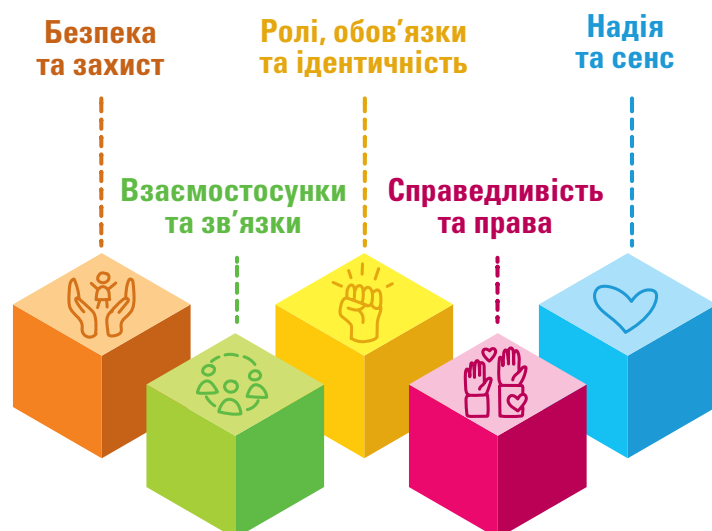 Безпека
та захист
Ролі, обов’язки
та ідентичність
Надія
та сенс
Взаємостосунки
та зв’язки
Справедливість
та права